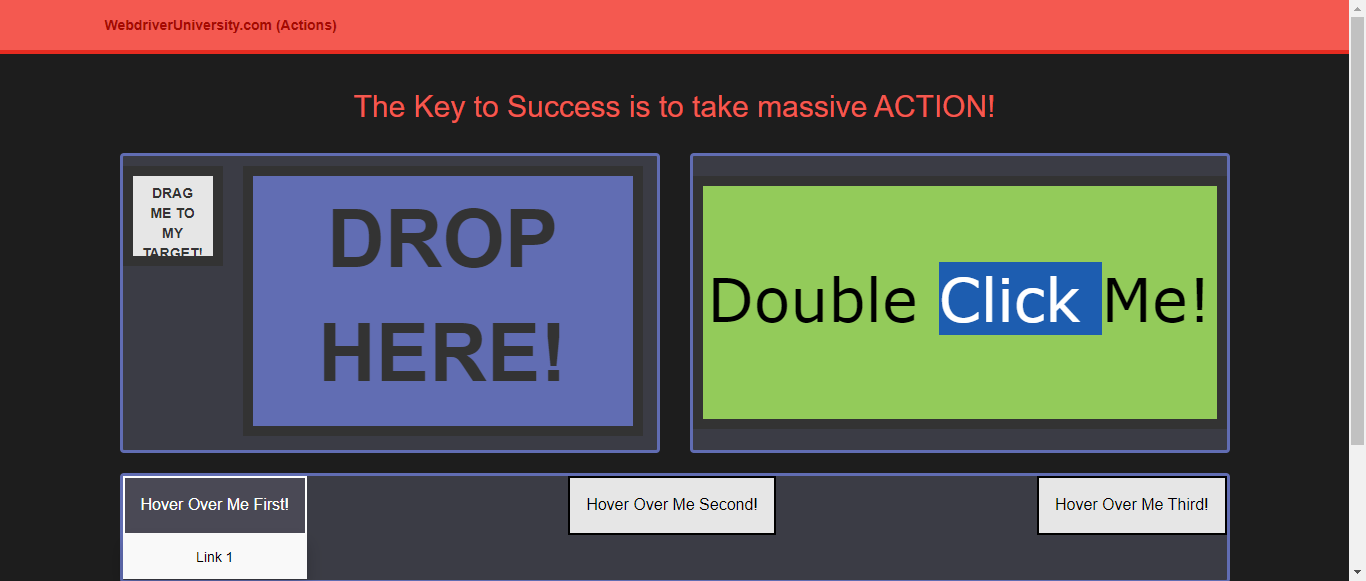 WebdriverUniversity.com (Actions)
The Key to Success is to take massive ACTION!
DRAG
ME TO
MY
TARGET!
DROP
HERE!
Double Click Me!
Hover Over Me First!
Hover Over Me Second!
Hover Over Me Third!
Link 1